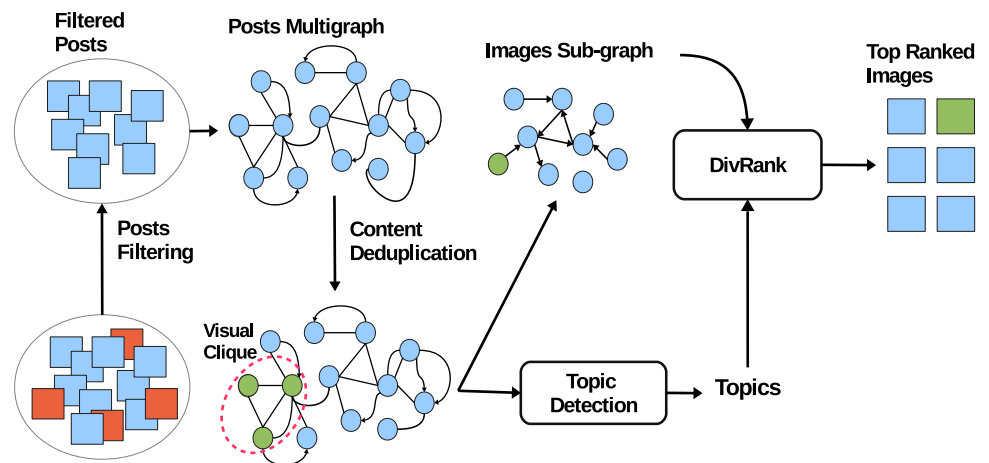 Filtered
Posts
Posts Multigraph
Images Sub-graph
Top Ranked
Images
DivRank
Posts
Filtering
Content
Deduplication
Visual
Clique
Topic
Detection
Topics